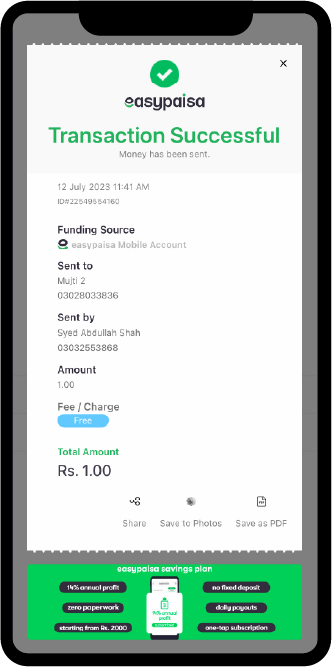 easypaisa
Transaction Successful
Money has been sent.
12 July 2023 11:41 AM
ID#22549554160
Funding Source
easypaisa Mobile Account
Sent to
Mujti 2
03028033836
Sent by
Syed Abdullah Shah
03032553868
Amount
1.00
Fee / Charge
Free
Total Amount
Rs. 1.00
Share Save to Photos Save as PDF
easypaisa savings plan
14% annual profit
no fixed deposit
14% annual
profit
zero paperwork
daily payouts
starting from Rs. 2000
one-tap subscription